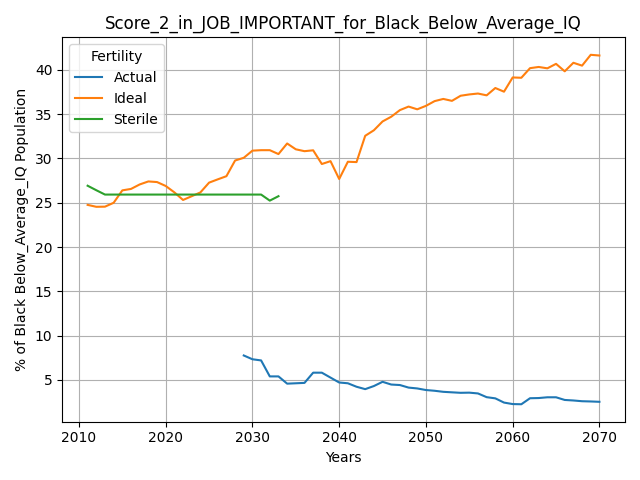 Score_2_in_JOB_IMPORTANT_for_Black_Below_Average_IQ
Fertility
Actual
Ideal
Sterile
% of Black Below_Average_IQ Population
40
35
30
25
20
15
10
5
2010 2020 2030 2040 2050 2060 2070
Years